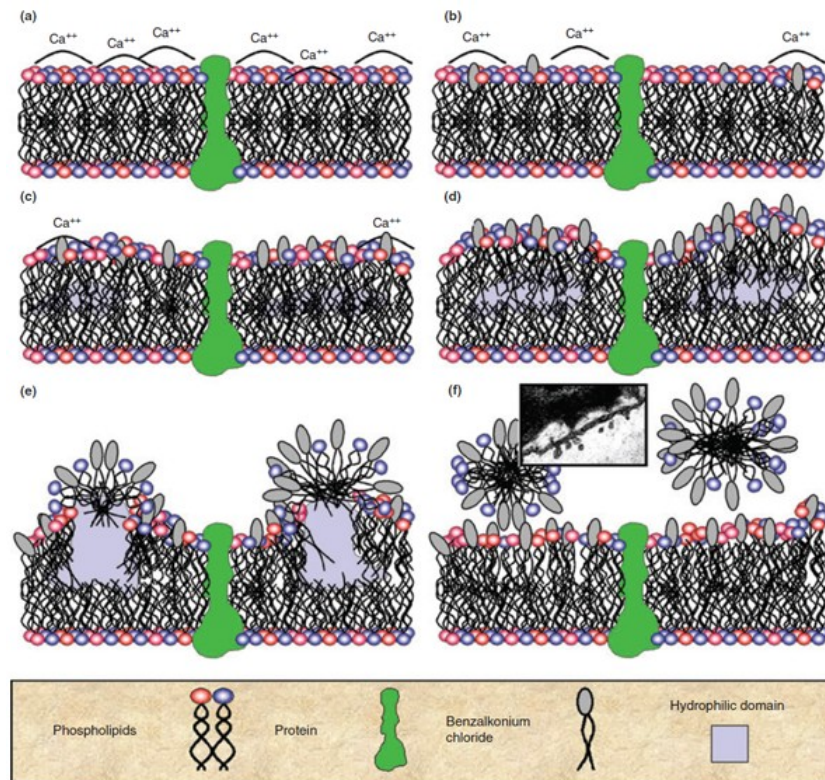 (a)
Ca++ Ca++ Ca++ Ca++ Ca++ Ca++
(b)
Ca++ Ca++ Ca++
(c)
Ca++ Ca++
(d)
(e)
(f)
Phospholipids
Protein
Benzalkonium
chloride
Hydrophilic domain